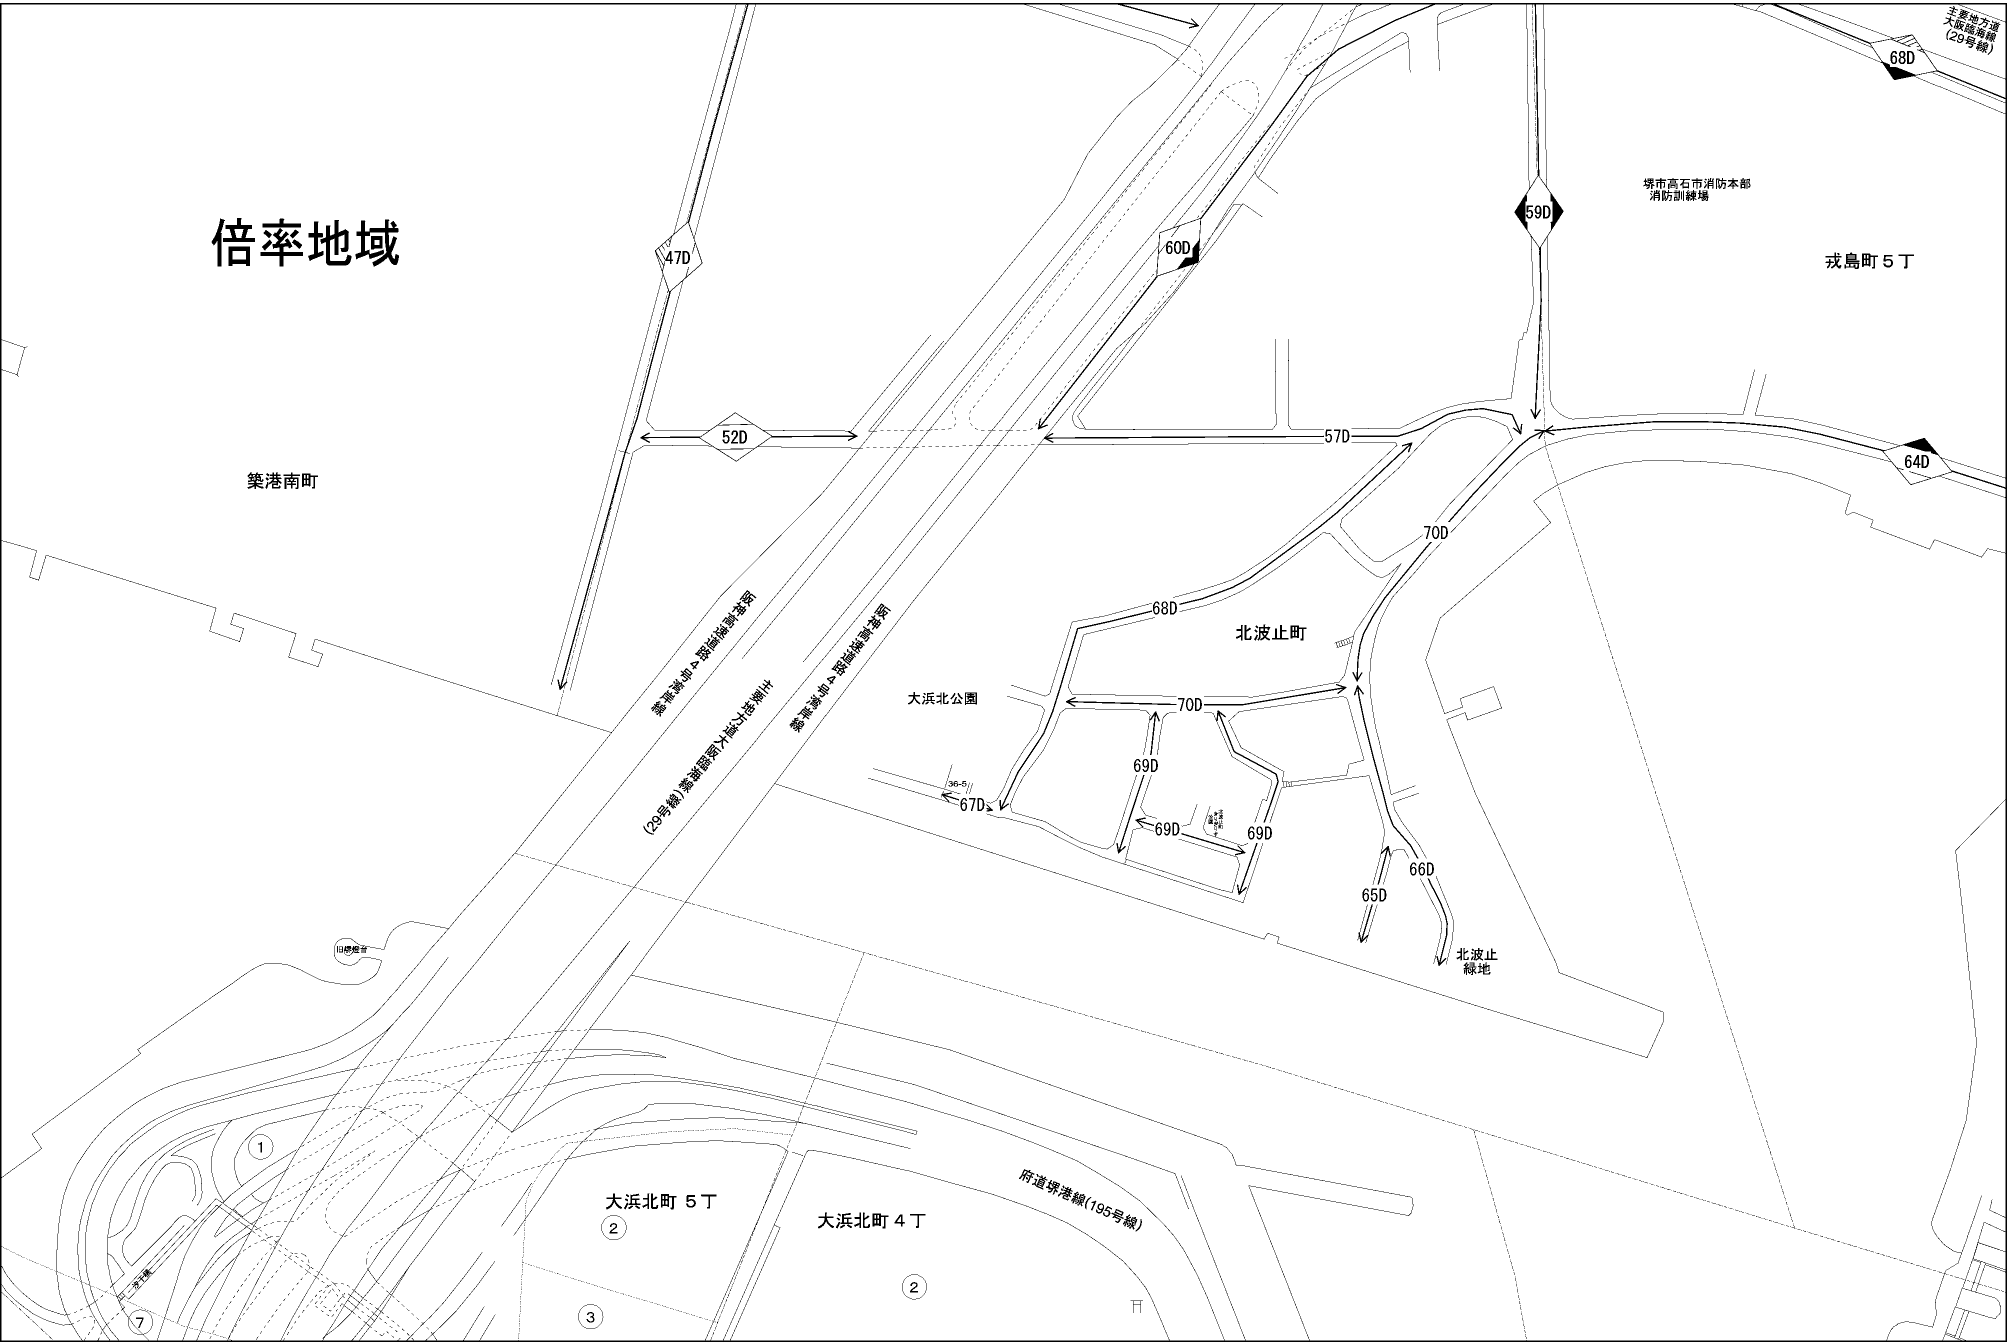 主要地方道
大阪臨海線
(29号線)
68D
堺市高石市消防本部
消防訓練場
59D
倍率地域
47D
60D
戎島町5丁
52D
57D
64D
築港南町
70D
阪神高速道路4号湾岸線
阪神高速道路4号湾岸線
68D
北波止町
主要地方道大阪臨海線
(29号線)
大浜北公園
70D
69D
36-5
67D
69D
69D
66D
65D
旧堺燈台
北波止
緑地
①
大浜北町5丁
②
大浜北町4丁
府道堺港線(195号線)
②
③
⑦